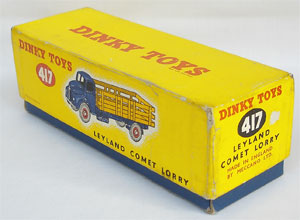 DINKY TOYS
417
LEYLAND COMET LORRY
DINKY TOYS
417
LEYLAND
COMET LORRY
MADE IN ENGLAND
BY MECCANO LTD.